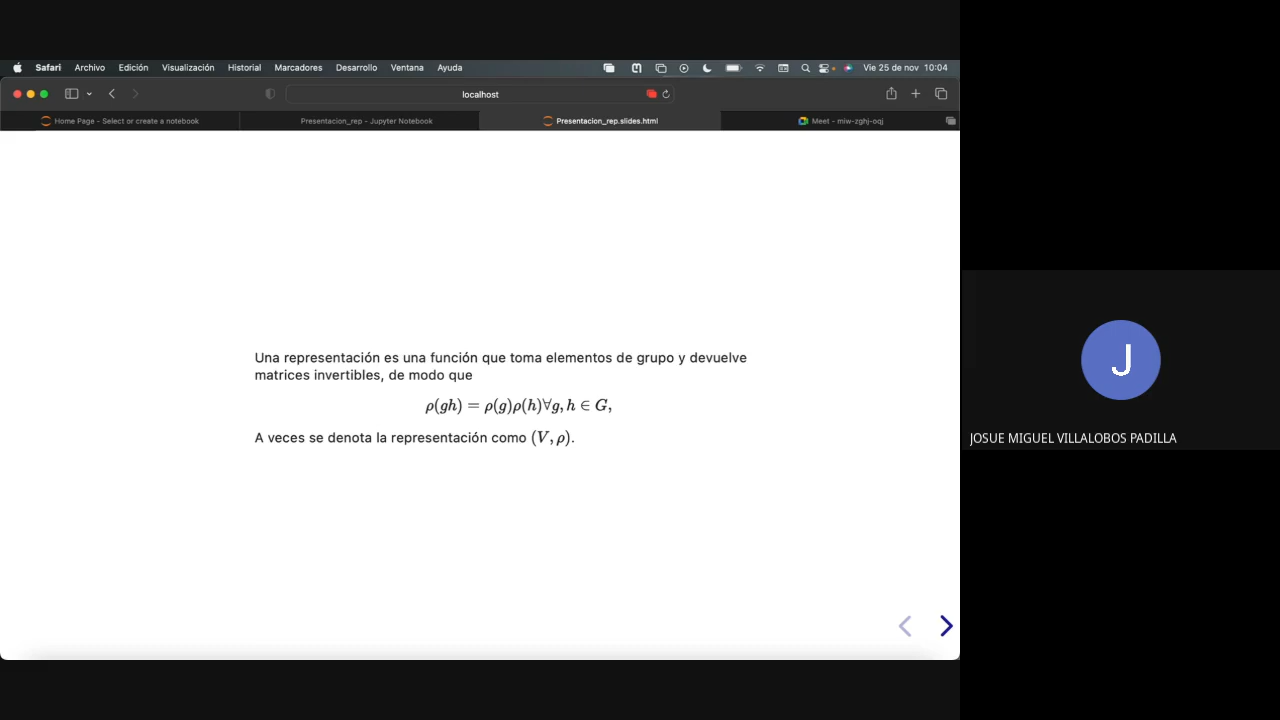 Safari Archivo Edición Visualización Historial Marcadores Desarrollo Ventana Ayuda Vie 25 de nov 10:04
localhost
Home Page - Select or create a notebook Presentacion_rep - Jupyter Notebook Presentacion_rep.slides.html Meet - miw-zghj-oqj
Una representación es una función que toma elementos de grupo y devuelve
matrices invertibles, de modo que
ρ(gh) = ρ(g)ρ(h)∀g, h ∈ G,
A veces se denota la representación como (V, ρ).
J
JOSUE MIGUEL VILLALOBOS PADILLA